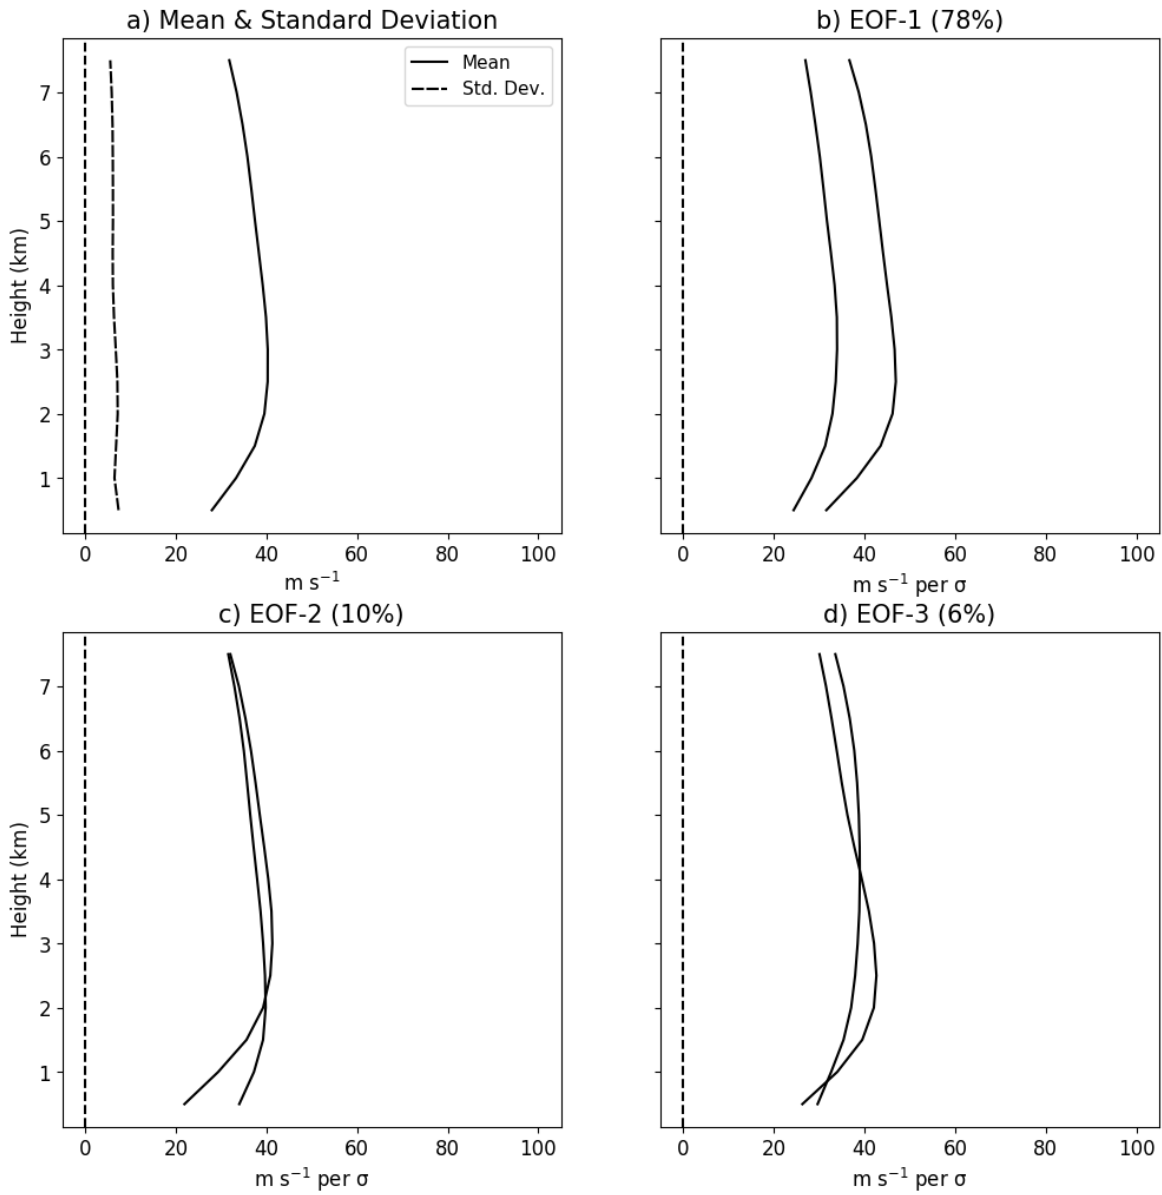 a) Mean & Standard Deviation
Mean
Std. Dev.
7
6
5
4
3
2
1
Height (km)
0 20 40 60 80 100
m s⁻¹
b) EOF-1 (78%)
0 20 40 60 80 100
m s⁻¹ per σ
c) EOF-2 (10%)
7
6
5
4
3
2
1
Height (km)
0 20 40 60 80 100
m s⁻¹ per σ
d) EOF-3 (6%)
0 20 40 60 80 100
m s⁻¹ per σ